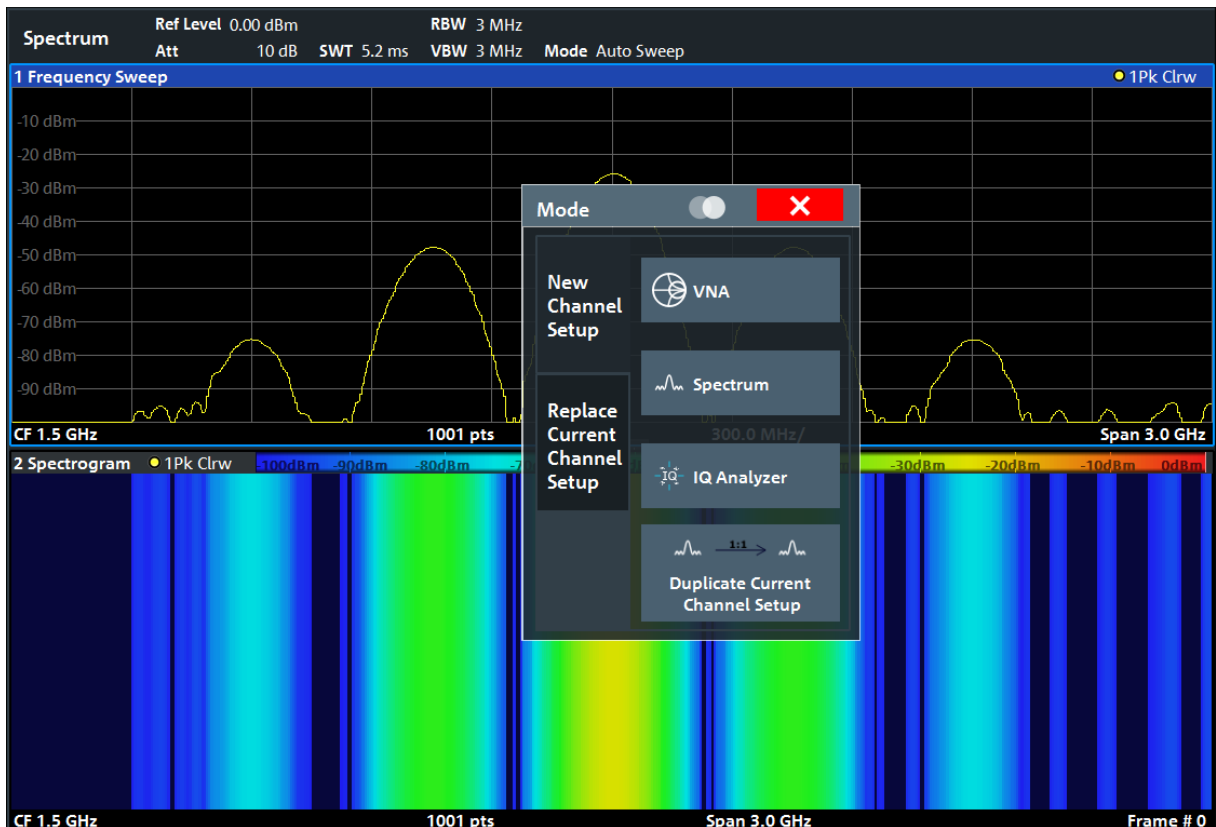 Spectrum
Ref Level 0.00 dBm RBW 3 MHz
Att 10 dB SWT 5.2 ms VBW 3 MHz Mode Auto Sweep
1 Frequency Sweep 1Pk Clrw
-10 dBm
-20 dBm
-30 dBm
-40 dBm
-50 dBm
-60 dBm
-70 dBm
-80 dBm
-90 dBm
CF 1.5 GHz 1001 pts 300.0 MHz/ Span 3.0 GHz
Mode
New
Channel
Setup
Replace
Current
Channel
Setup
VNA
Spectrum
IQ
IQ Analyzer
1:1
Duplicate Current
Channel Setup
2 Spectrogram 1Pk Clrw -100dBm -90dBm -80dBm -30dBm -20dBm -10dBm 0dBm
CF 1.5 GHz 1001 pts Span 3.0 GHz Frame # 0